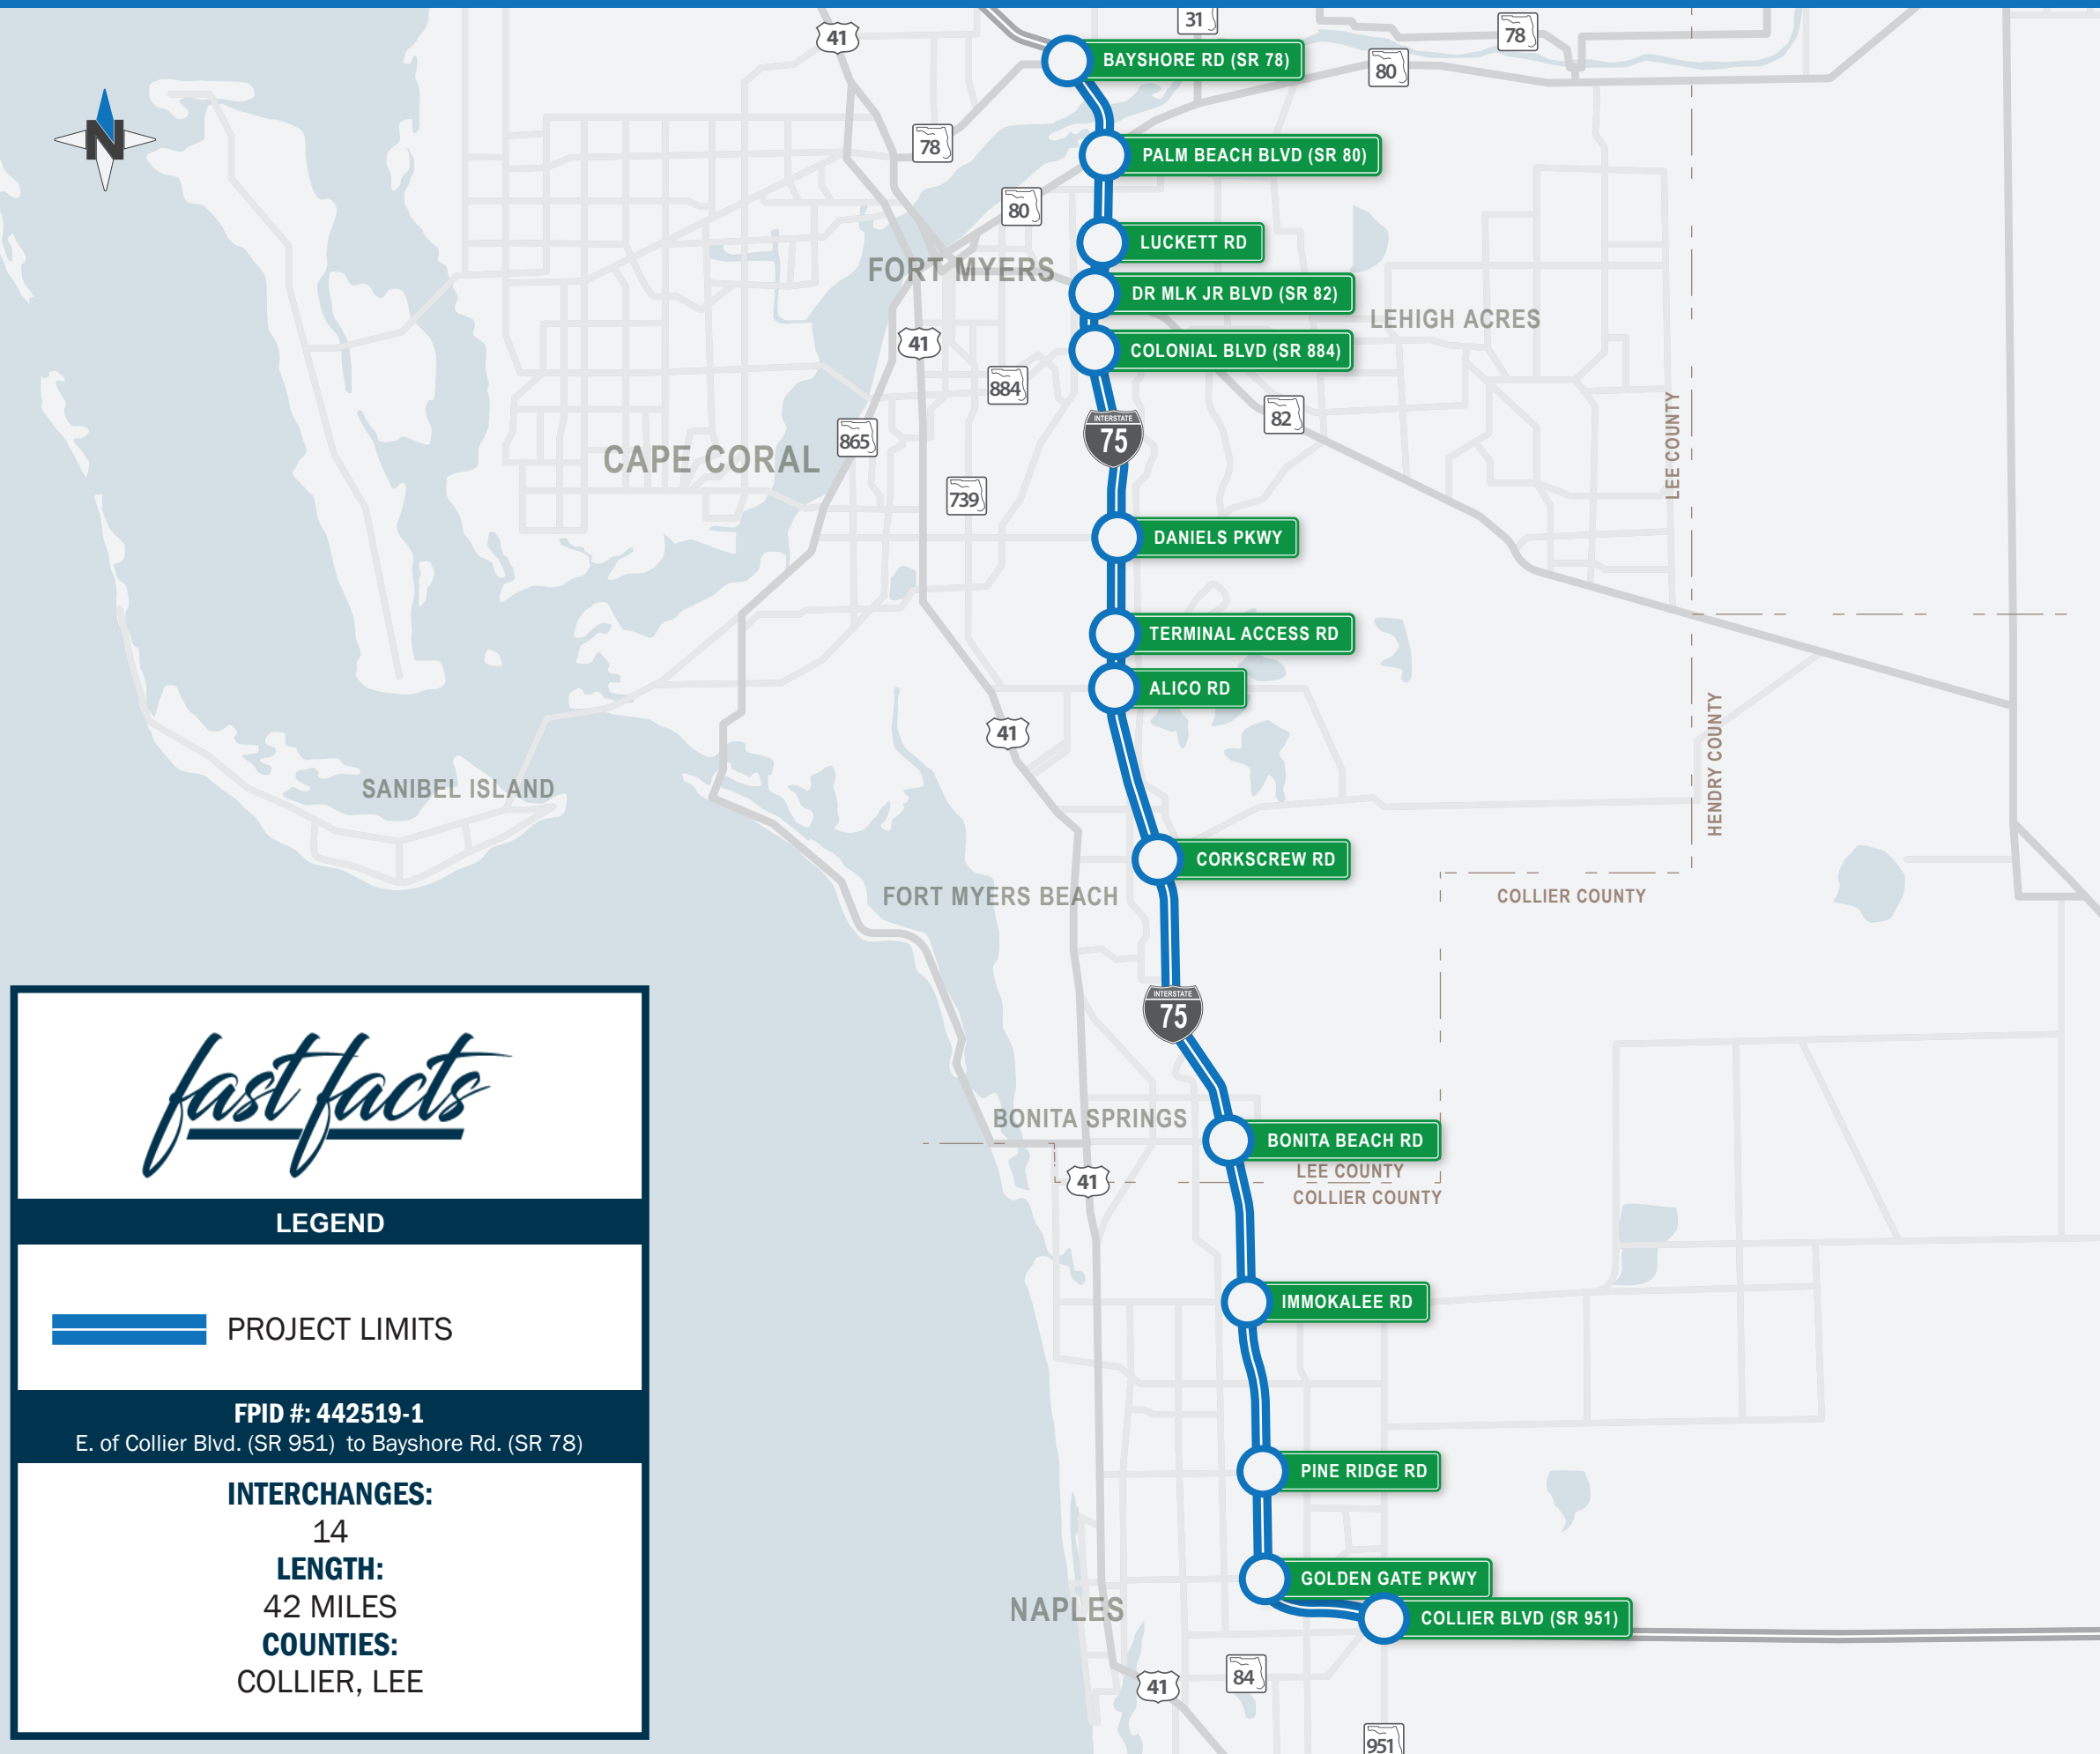 31
41
78
BAYSHORE RD (SR 78)
80
N
78
PALM BEACH BLVD (SR 80)
80
LUCKETT RD
FORT MYERS
DR MLK JR BLVD (SR 82)
LEHIGH ACRES
41
COLONIAL BLVD (SR 884)
884
82
INTERSTATE
75
865
LEE COUNTY
CAPE CORAL
739
DANIELS PKWY
TERMINAL ACCESS RD
ALICO RD
41
HENDRY COUNTY
SANIBEL ISLAND
CORKSCREW RD
FORT MYERS BEACH
COLLIER COUNTY
INTERSTATE
75
BONITA SPRINGS
BONITA BEACH RD
LEE COUNTY
41
COLLIER COUNTY
IMMOKALEE RD
PINE RIDGE RD
GOLDEN GATE PKWY
NAPLES
COLLIER BLVD (SR 951)
84
41
951
fast facts
LEGEND
PROJECT LIMITS
FPID #: 442519-1
E. of Collier Blvd. (SR 951) to Bayshore Rd. (SR 78)
INTERCHANGES:
14
LENGTH:
42 MILES
COUNTIES:
COLLIER, LEE